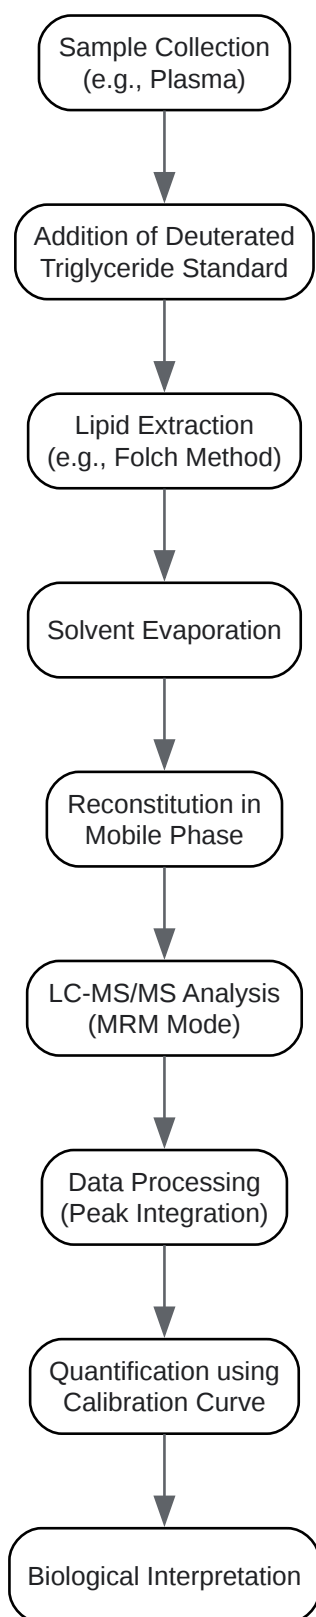 Sample Collection
(e.g., Plasma)
Addition of Deuterated
Triglyceride Standard
Lipid Extraction
(e.g., Folch Method)
Solvent Evaporation
Reconstitution in
Mobile Phase
LC-MS/MS Analysis
(MRM Mode)
Data Processing
(Peak Integration)
Quantification using
Calibration Curve
Biological Interpretation